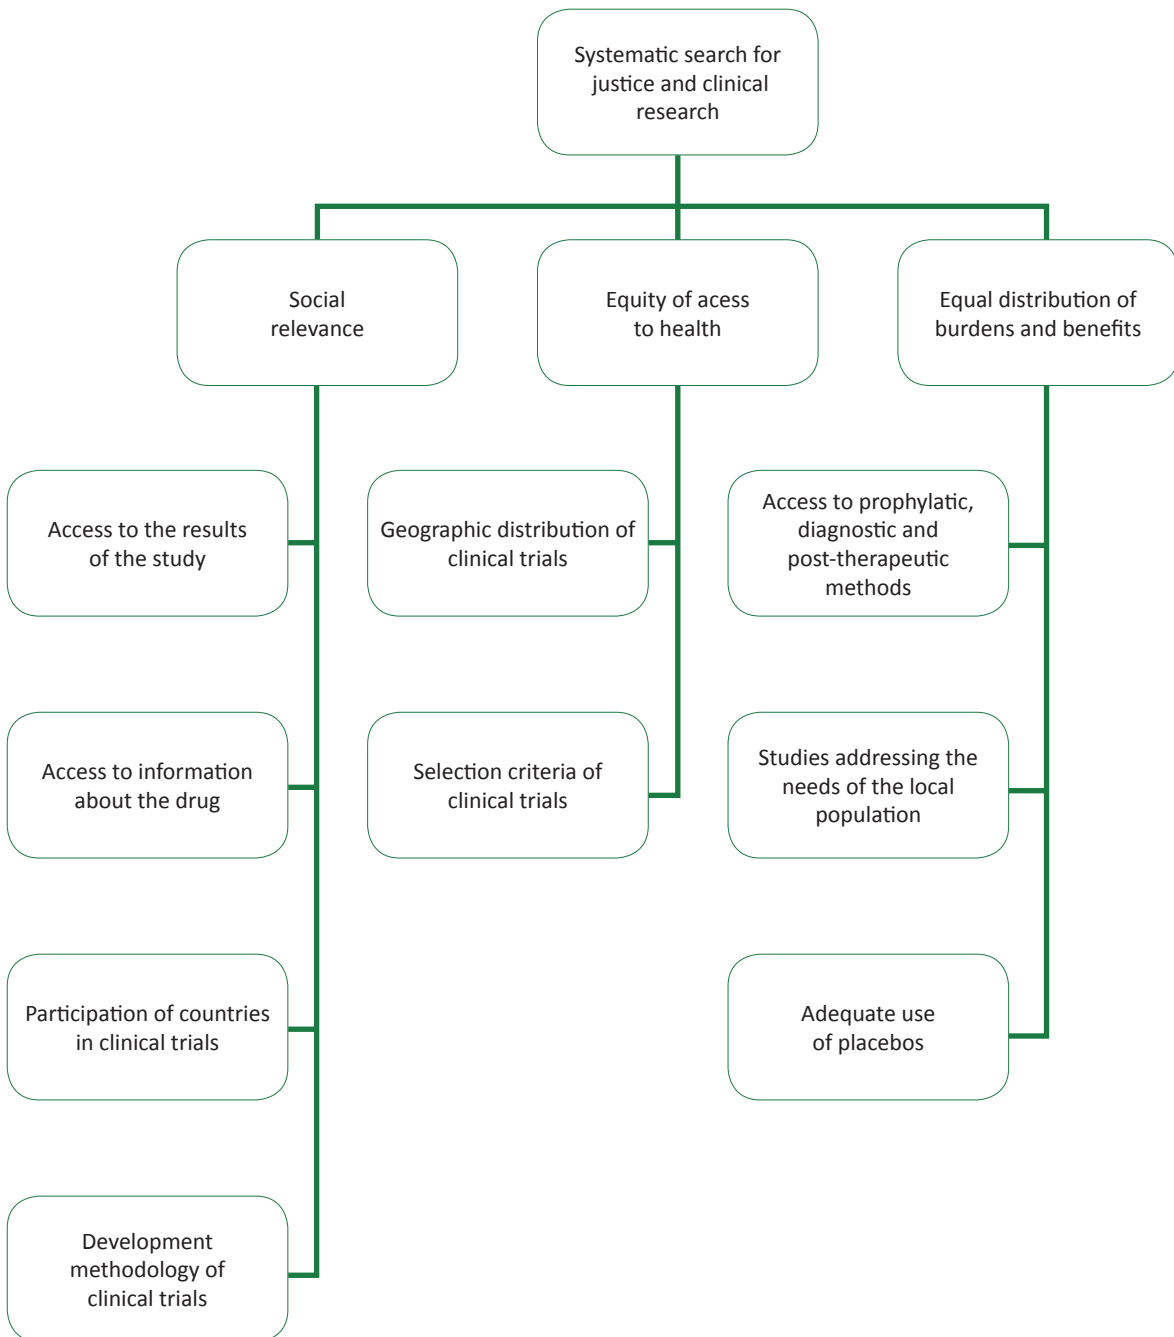 Systematic search for
justice and clinical
research
Social
relevance
Equity of acess
to health
Equal distribution of
burdens and benefits
Access to the results
of the study
Geographic distribution of
clinical trials
Access to prophylatic,
diagnostic and
post-therapeutic
methods
Access to information
about the drug
Selection criteria of
clinical trials
Studies addressing the
needs of the local
population
Participation of countries
in clinical trials
Adequate use
of placebos
Development
methodology of
clinical trials